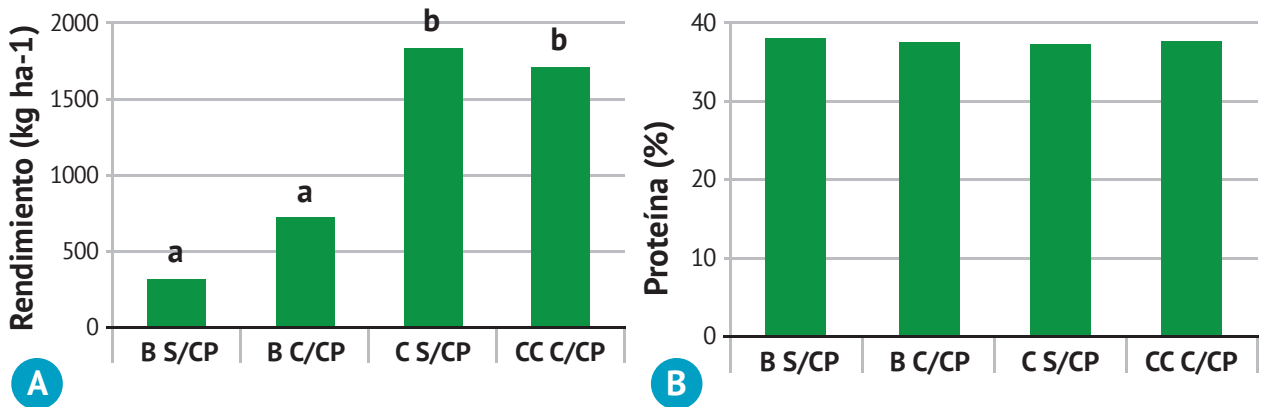 Rendimiento (kg ha-1)
2000
1500
1000
500
0
a
a
b
b
B S/CP
B C/CP
C S/CP
CC C/CP
A
Proteína (%)
40
30
20
10
0
B S/CP
B C/CP
C S/CP
CC C/CP
B